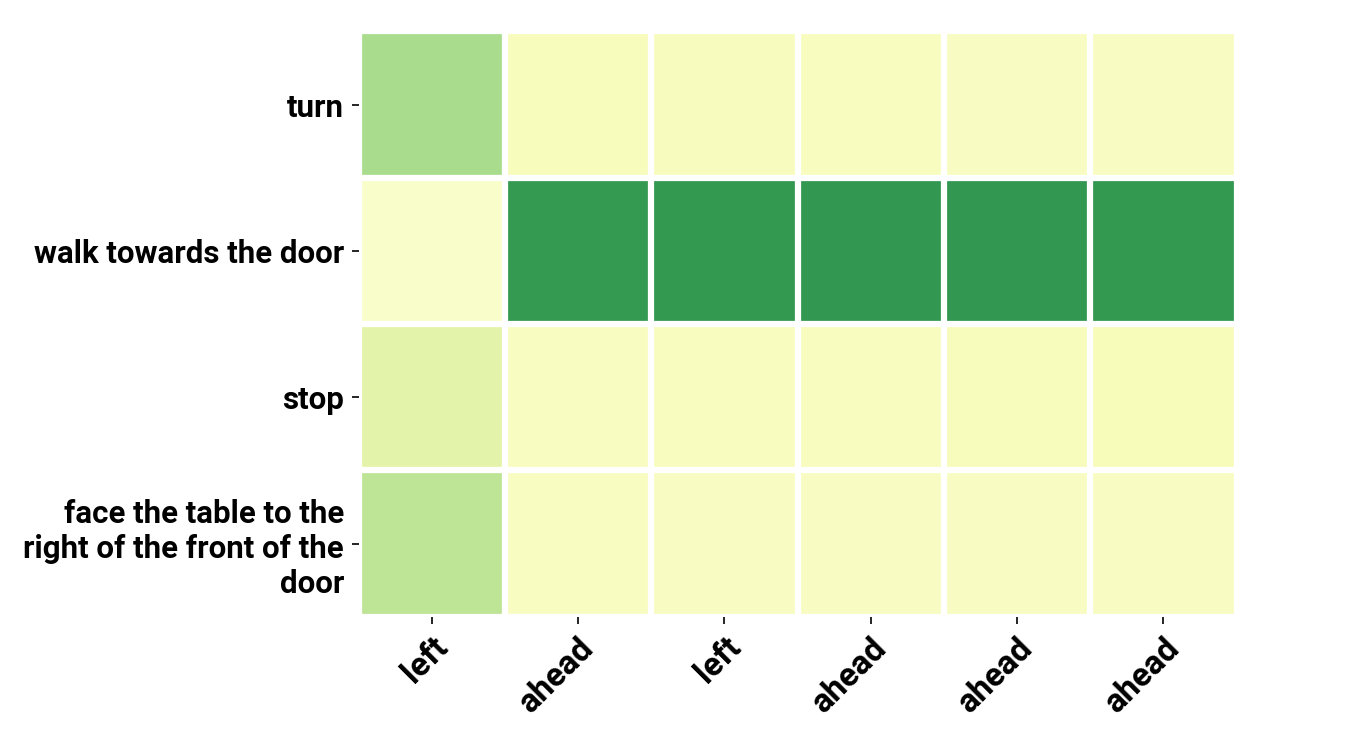 turn
walk towards the door
stop
face the table to the
right of the front of the
door
left
ahead
left
ahead
ahead
ahead